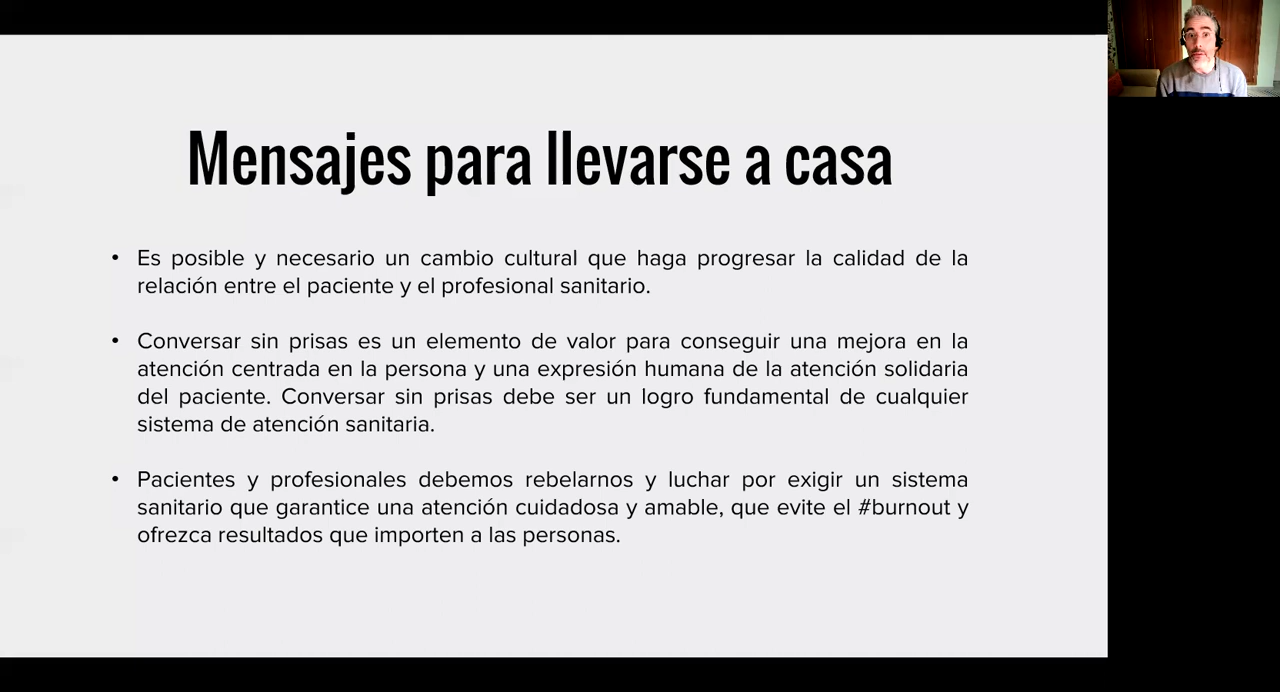 Mensajes para llevarse a casa
• Es posible y necesario un cambio cultural que haga progresar la calidad de la
relación entre el paciente y el profesional sanitario.
• Conversar sin prisas es un elemento de valor para conseguir una mejora en la
atención centrada en la persona y una expresión humana de la atención solidaria
del paciente. Conversar sin prisas debe ser un logro fundamental de cualquier
sistema de atención sanitaria.
• Pacientes y profesionales debemos rebelarnos y luchar por exigir un sistema
sanitario que garantice una atención cuidadosa y amable, que evite el #burnout y
ofrezca resultados que importen a las personas.